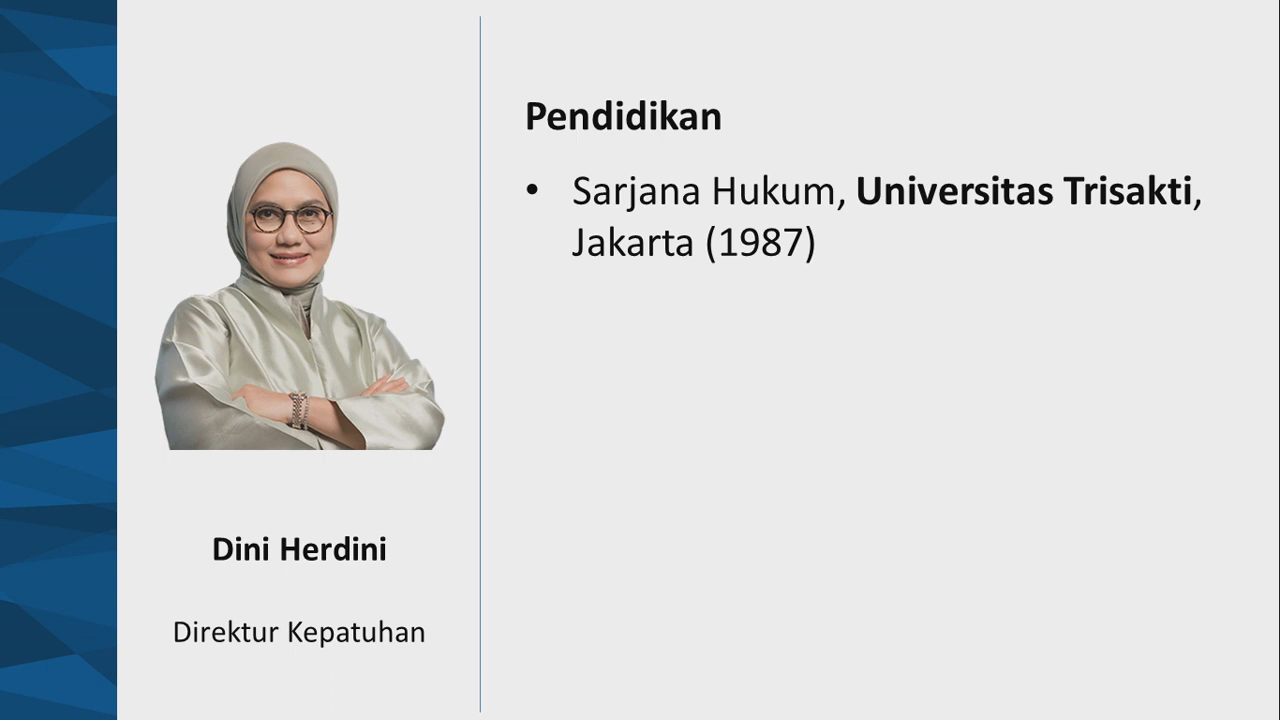 Pendidikan
• Sarjana Hukum, Universitas Trisakti,
Jakarta (1987)
Dini Herdini
Direktur Kepatuhan